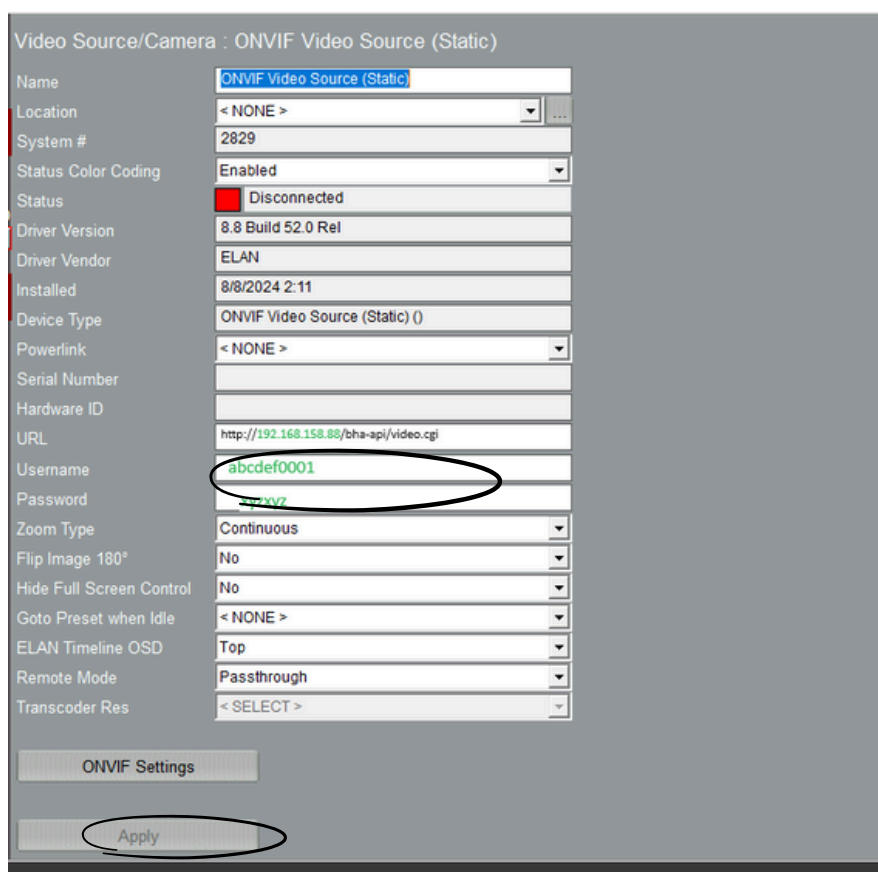 Video Source/Camera : ONVIF Video Source (Static)
Name ONVIF Video Source (Static)
Location < NONE > ...
System # 2829
Status Color Coding Enabled
Status Disconnected
Driver Version 8.8 Build 52.0 Rel
Driver Vendor ELAN
Installed 8/8/2024 2:11
Device Type ONVIF Video Source (Static) ()
Powerlink < NONE >
Serial Number
Hardware ID
URL http://192.168.158.88/bha-api/video.cgi
Username abcdef0001
Password xyzxyz
Zoom Type Continuous
Flip Image 180° No
Hide Full Screen Control No
Goto Preset when Idle < NONE >
ELAN Timeline OSD Top
Remote Mode Passthrough
Transcoder Res < SELECT >
ONVIF Settings
Apply